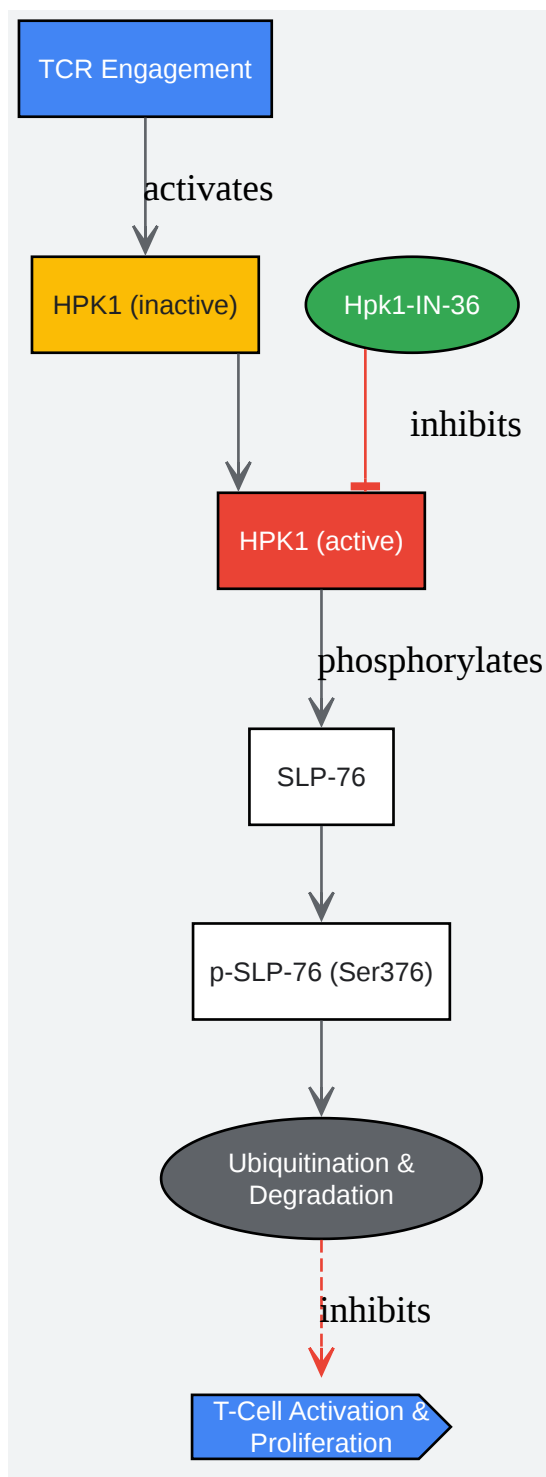 TCR Engagement
activates
HPK1 (inactive)
Hpk1-IN-36
inhibits
HPK1 (active)
phosphorylates
SLP-76
p-SLP-76 (Ser376)
Ubiquitination &
Degradation
inhibits
T-Cell Activation &
Proliferation